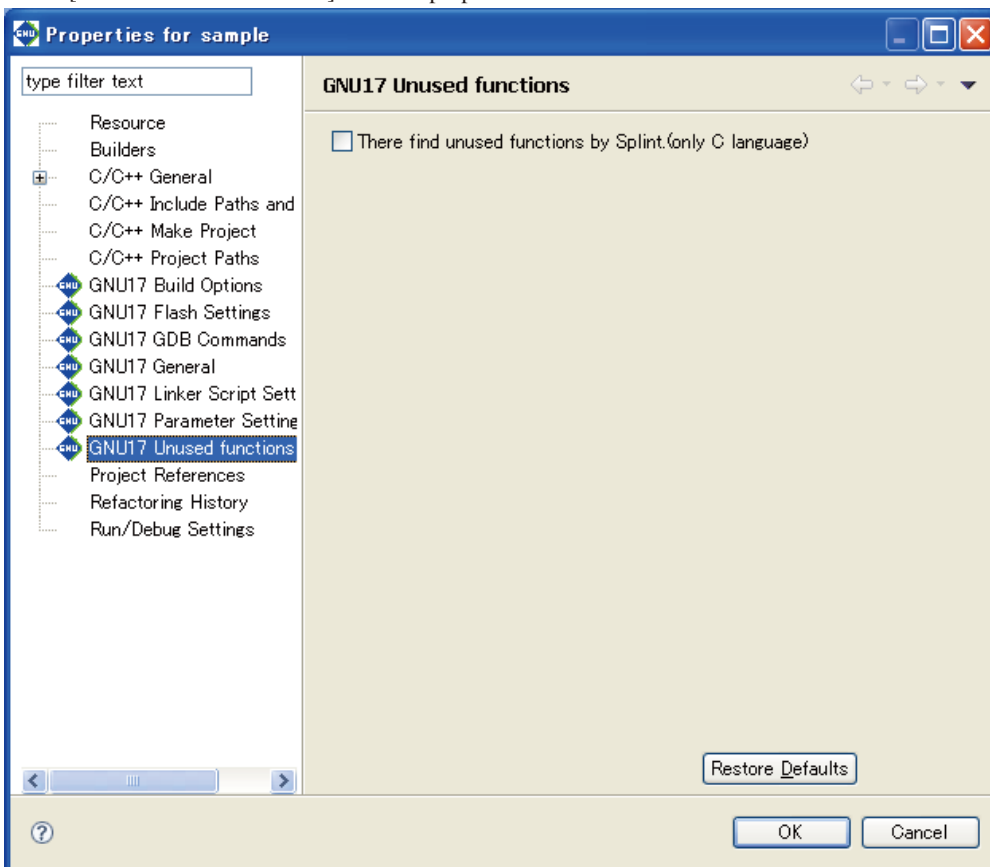 Properties for sample
type filter text
GNU17 Unused functions
Resource
Builders
C/C++ General
C/C++ Include Paths and
C/C++ Make Project
C/C++ Project Paths
GNU17 Build Options
GNU17 Flash Settings
GNU17 GDB Commands
GNU17 General
GNU17 Linker Script Sett
GNU17 Parameter Setting
GNU17 Unused functions
Project References
Refactoring History
Run/Debug Settings
There find unused functions by Splint.(only C language)
Restore Defaults
OK
Cancel